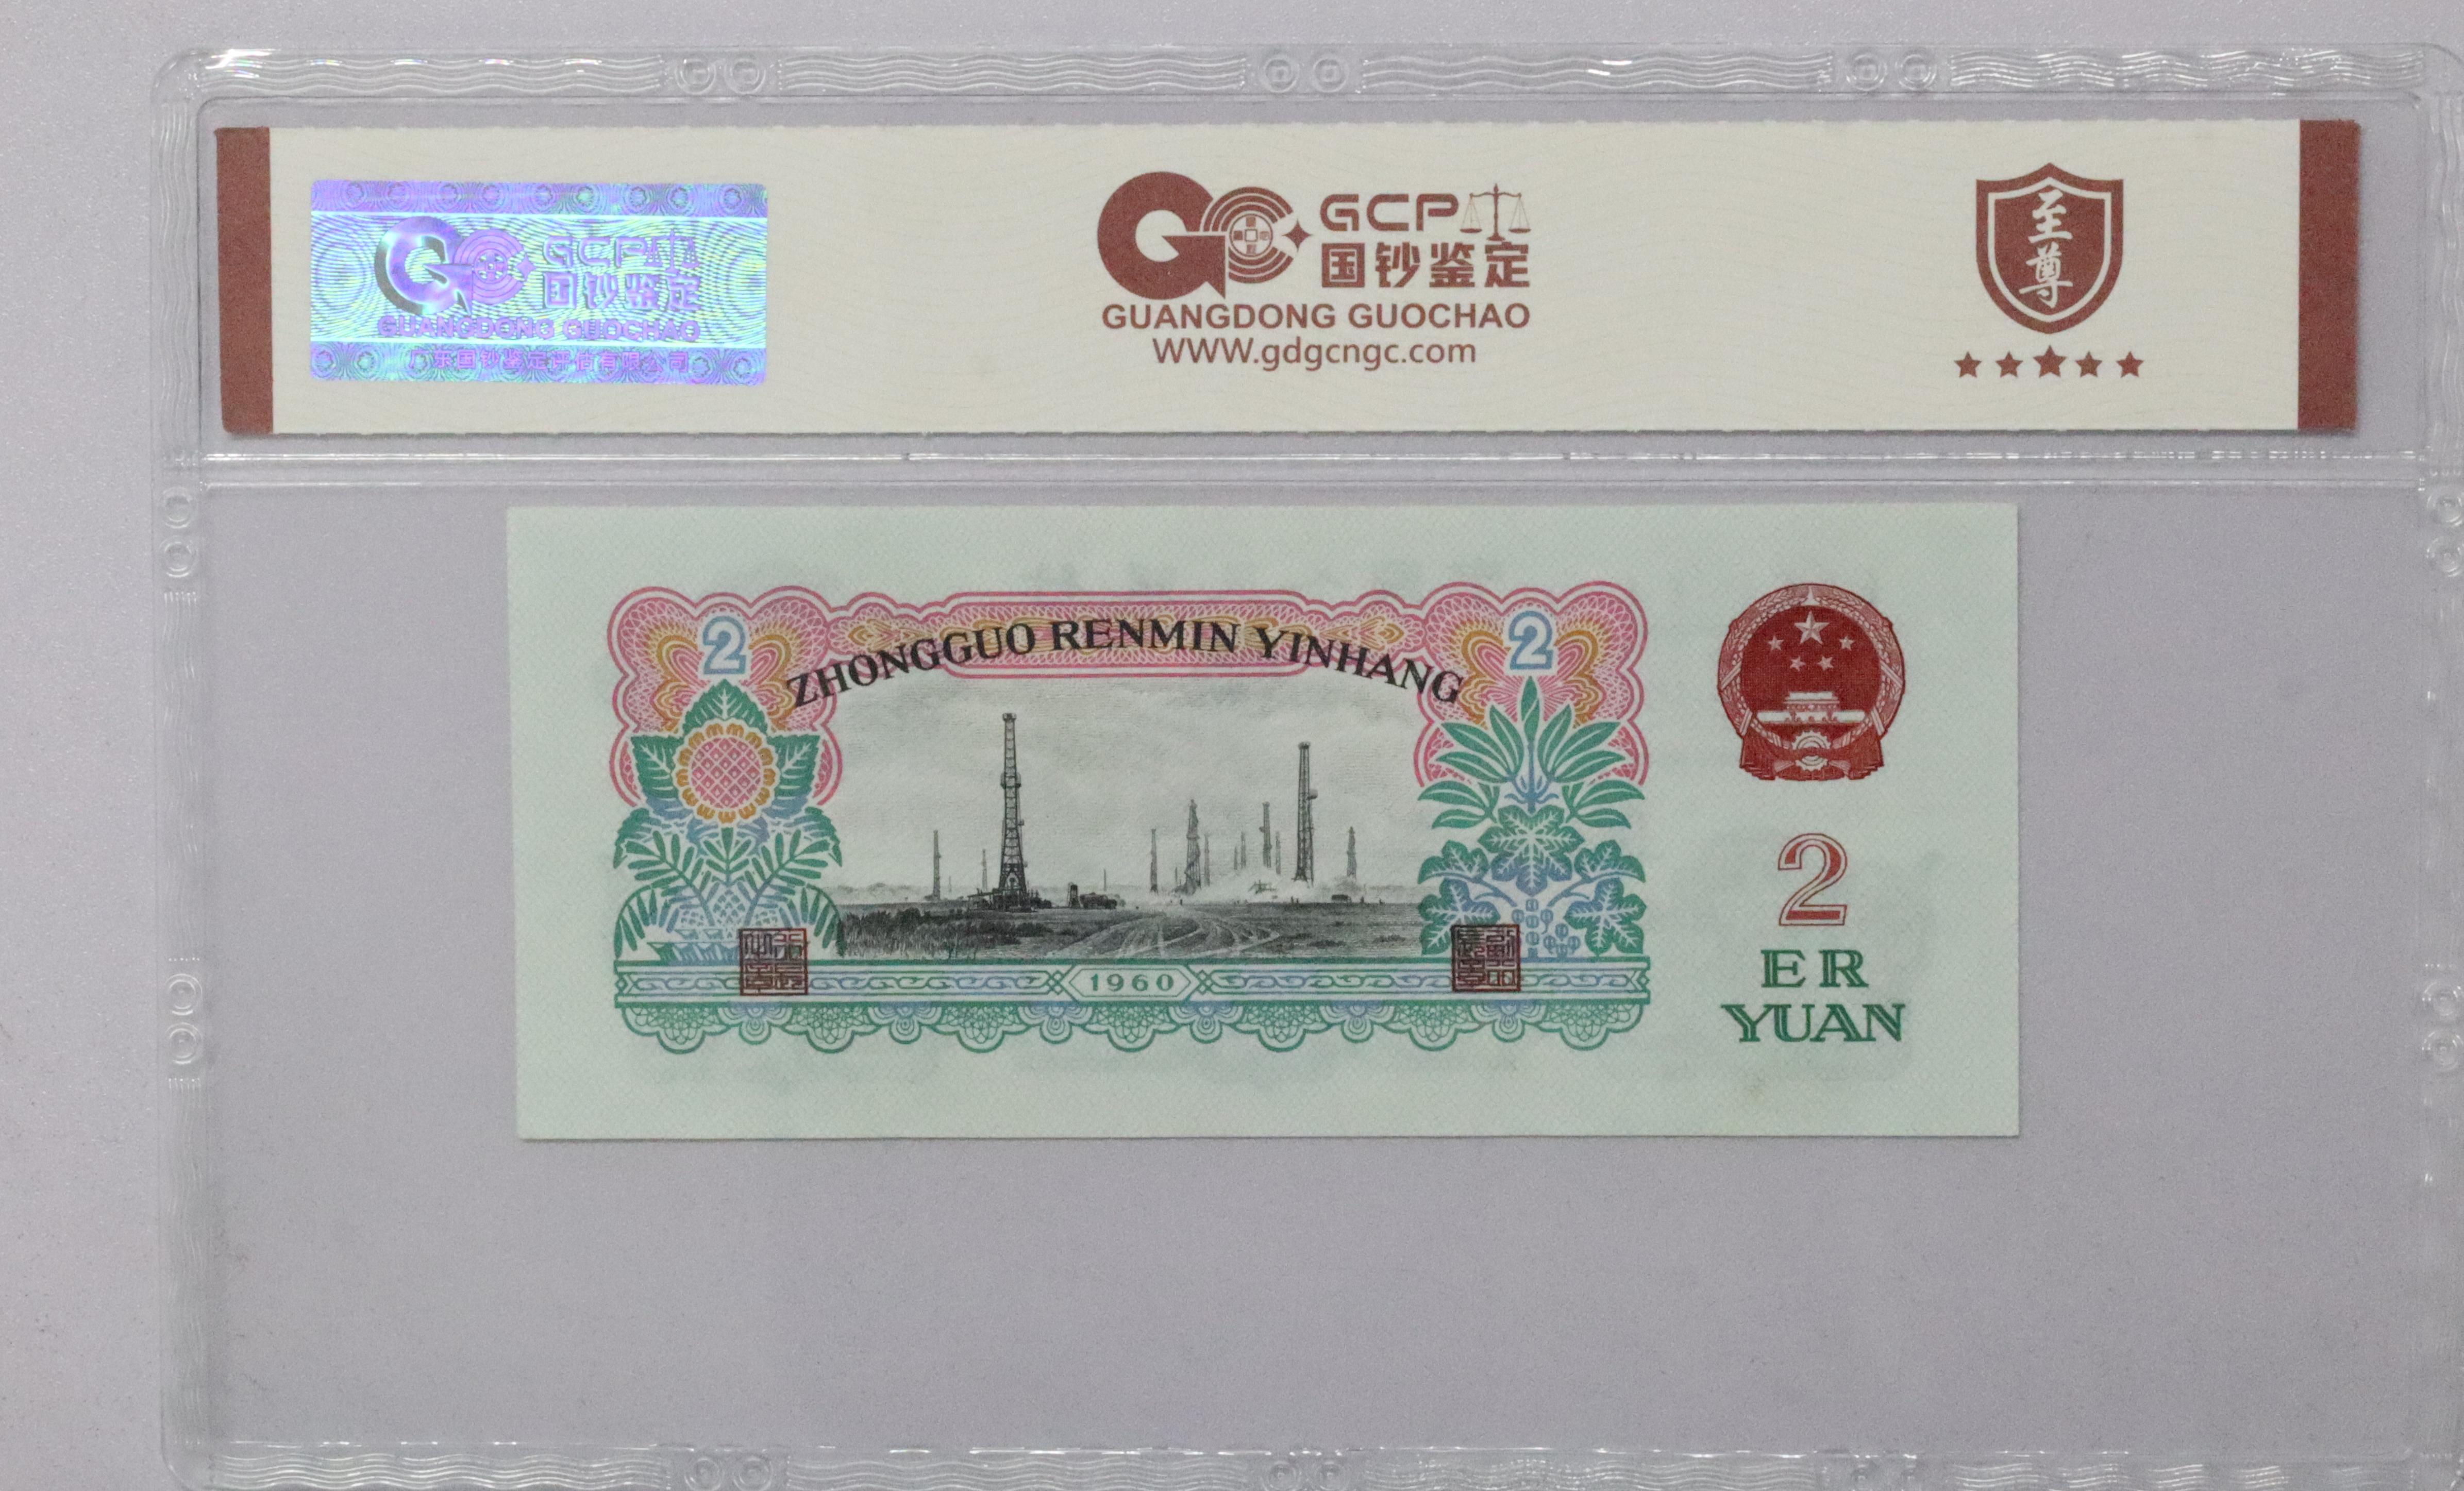 GCP
国钞鉴定
GUANGDONG GUOCHAO
广东国钞鉴定评估有限公司
GCP
国钞鉴定
GUANGDONG GUOCHAO
WWW.gdgcngc.com
至尊
2
ZHONGGUO RENMIN YINHANG
2
1960
2
ER
YUAN